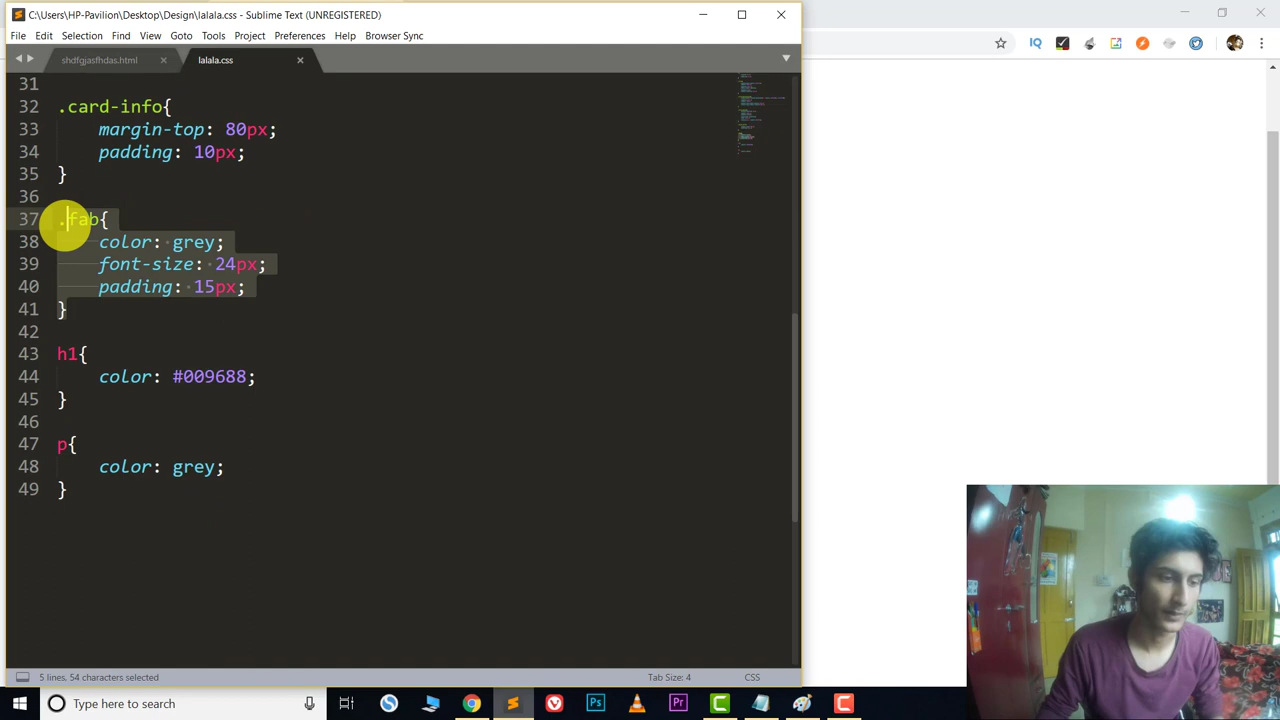 C:\Users\HP-Pavilion\Desktop\Design\lalala.css - Sublime Text (UNREGISTERED)
File Edit Selection Find View Goto Tools Project Preferences Help Browser Sync
shdfgjasfhdas.html lalala.css
31
32 .card-info{
33 margin-top: 80px;
34 padding: 10px;
35 }
36
37 .fab{
38 color: grey;
39 font-size: 24px;
40 padding: 15px;
41 }
42
43 h1{
44 color: #009688;
45 }
46
47 p{
48 color: grey;
49 }
5 lines, 54 characters selected
Tab Size: 4
CSS
Type here to search
Ps
Pr
IQ